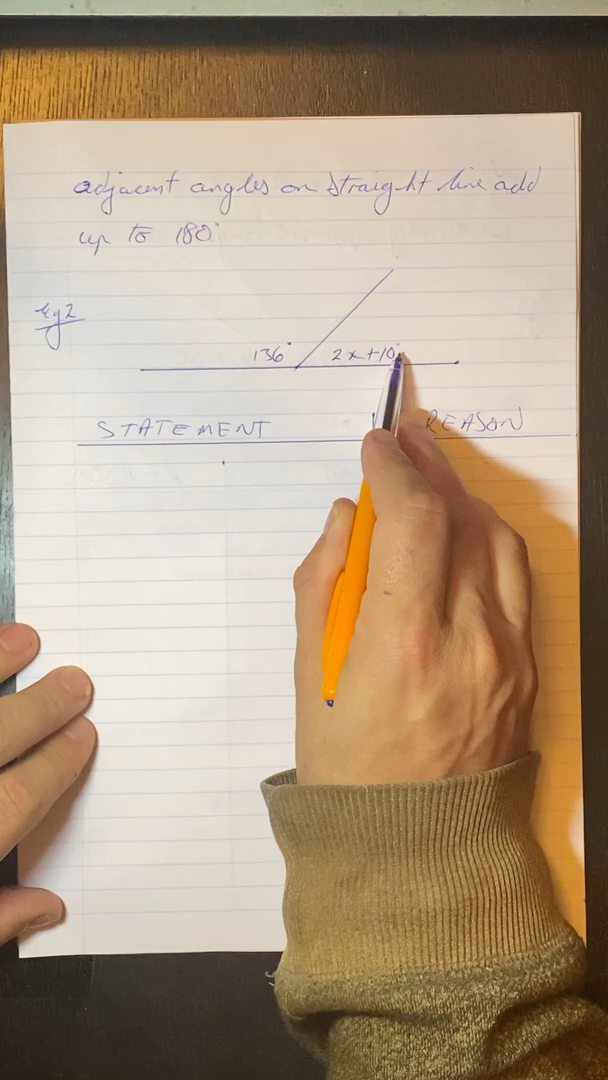 adjacent angles on straight line add
up to 180°
eg2
136° 2x+10°
STATEMENT REASON